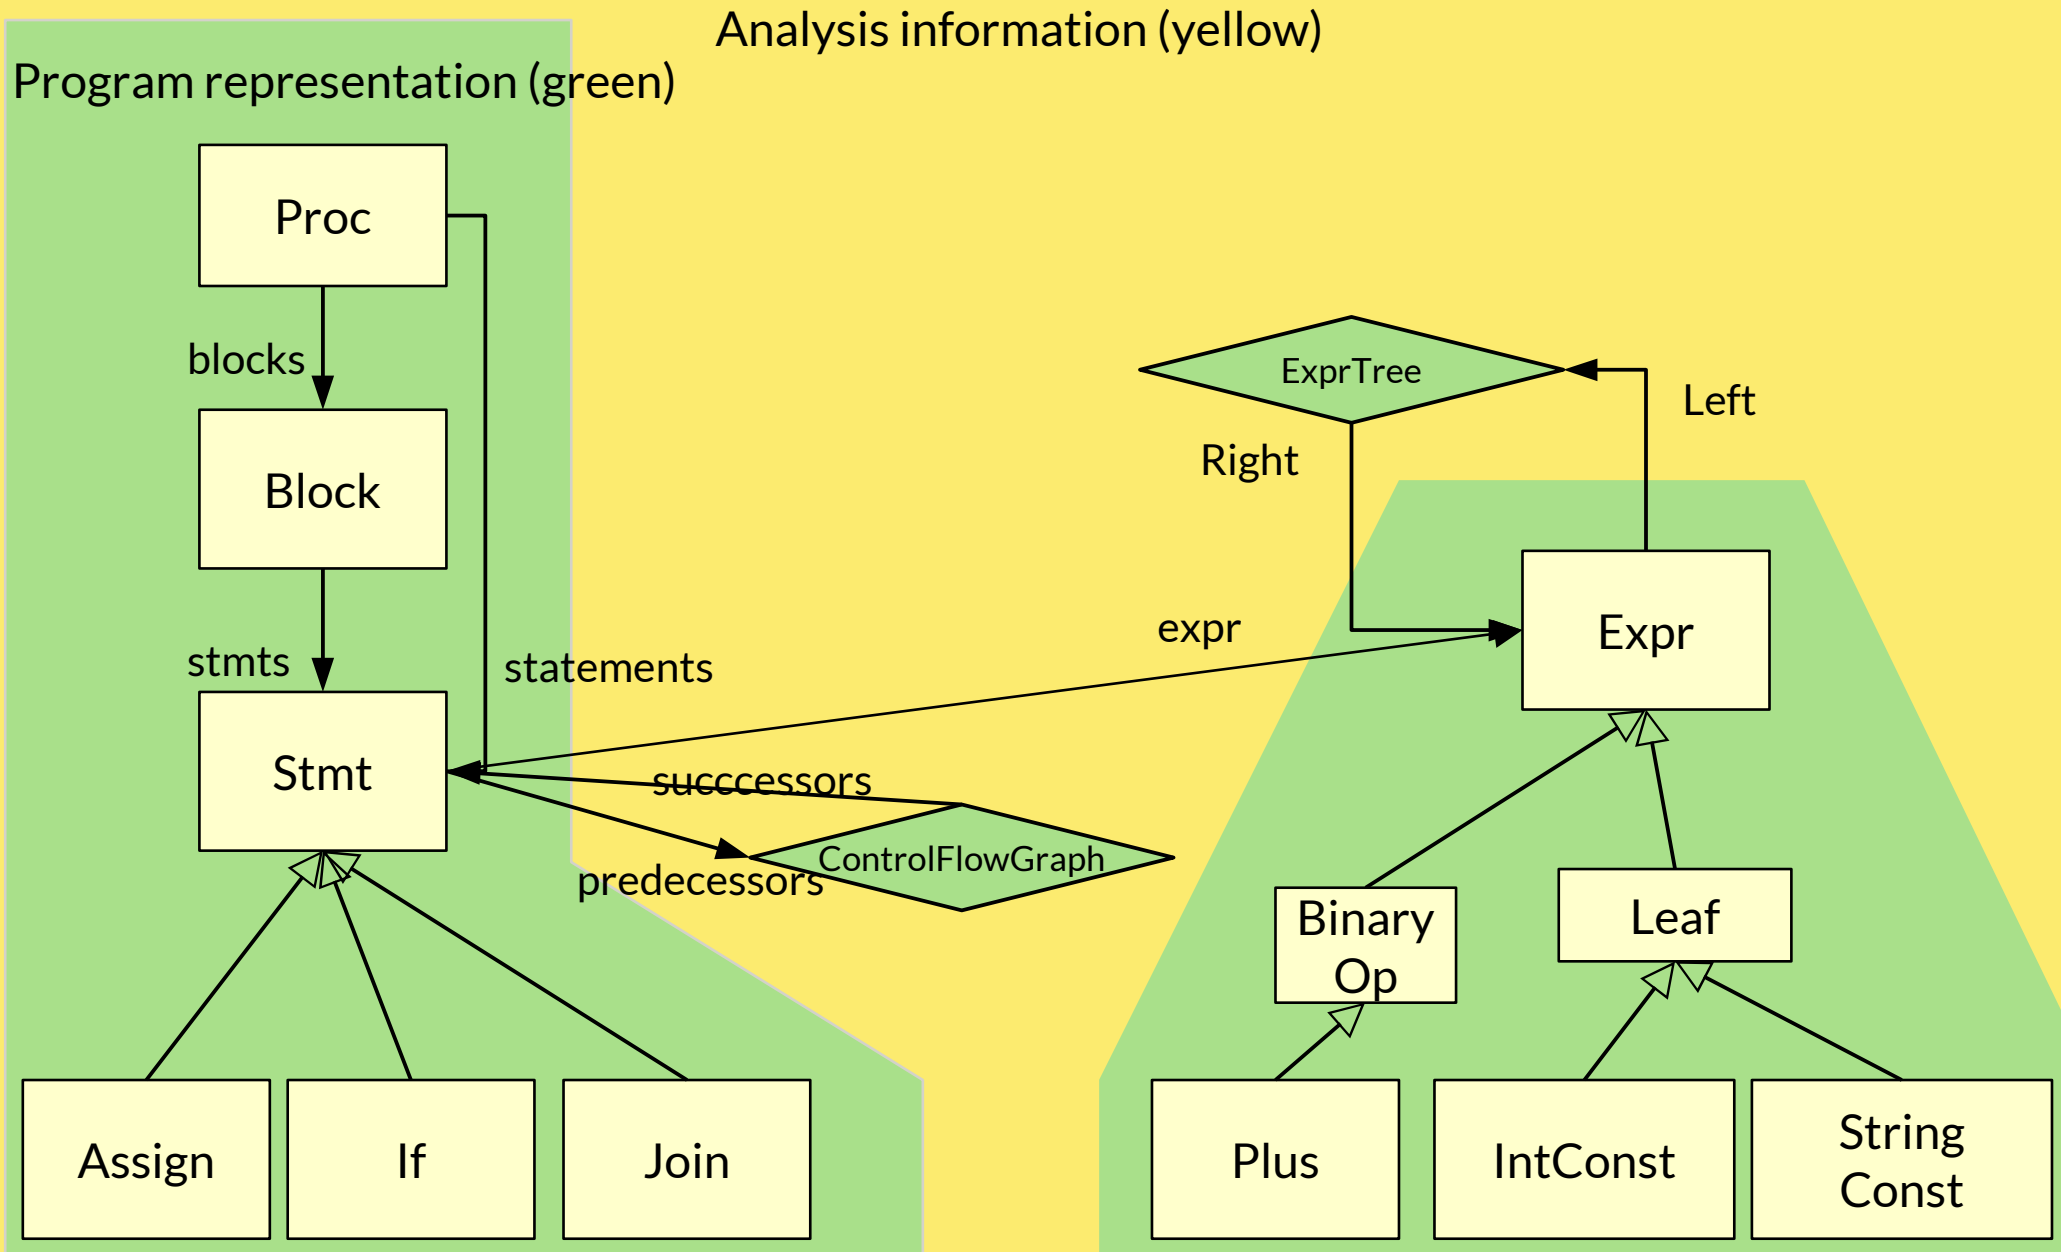 Analysis information (yellow)
Program representation (green)
Proc
blocks
Block
stmts
statements
Stmt
succcessors
predecessors
ControlFlowGraph
Assign
If
Join
ExprTree
Left
Right
expr
Expr
Binary
Op
Leaf
Plus
IntConst
String
Const